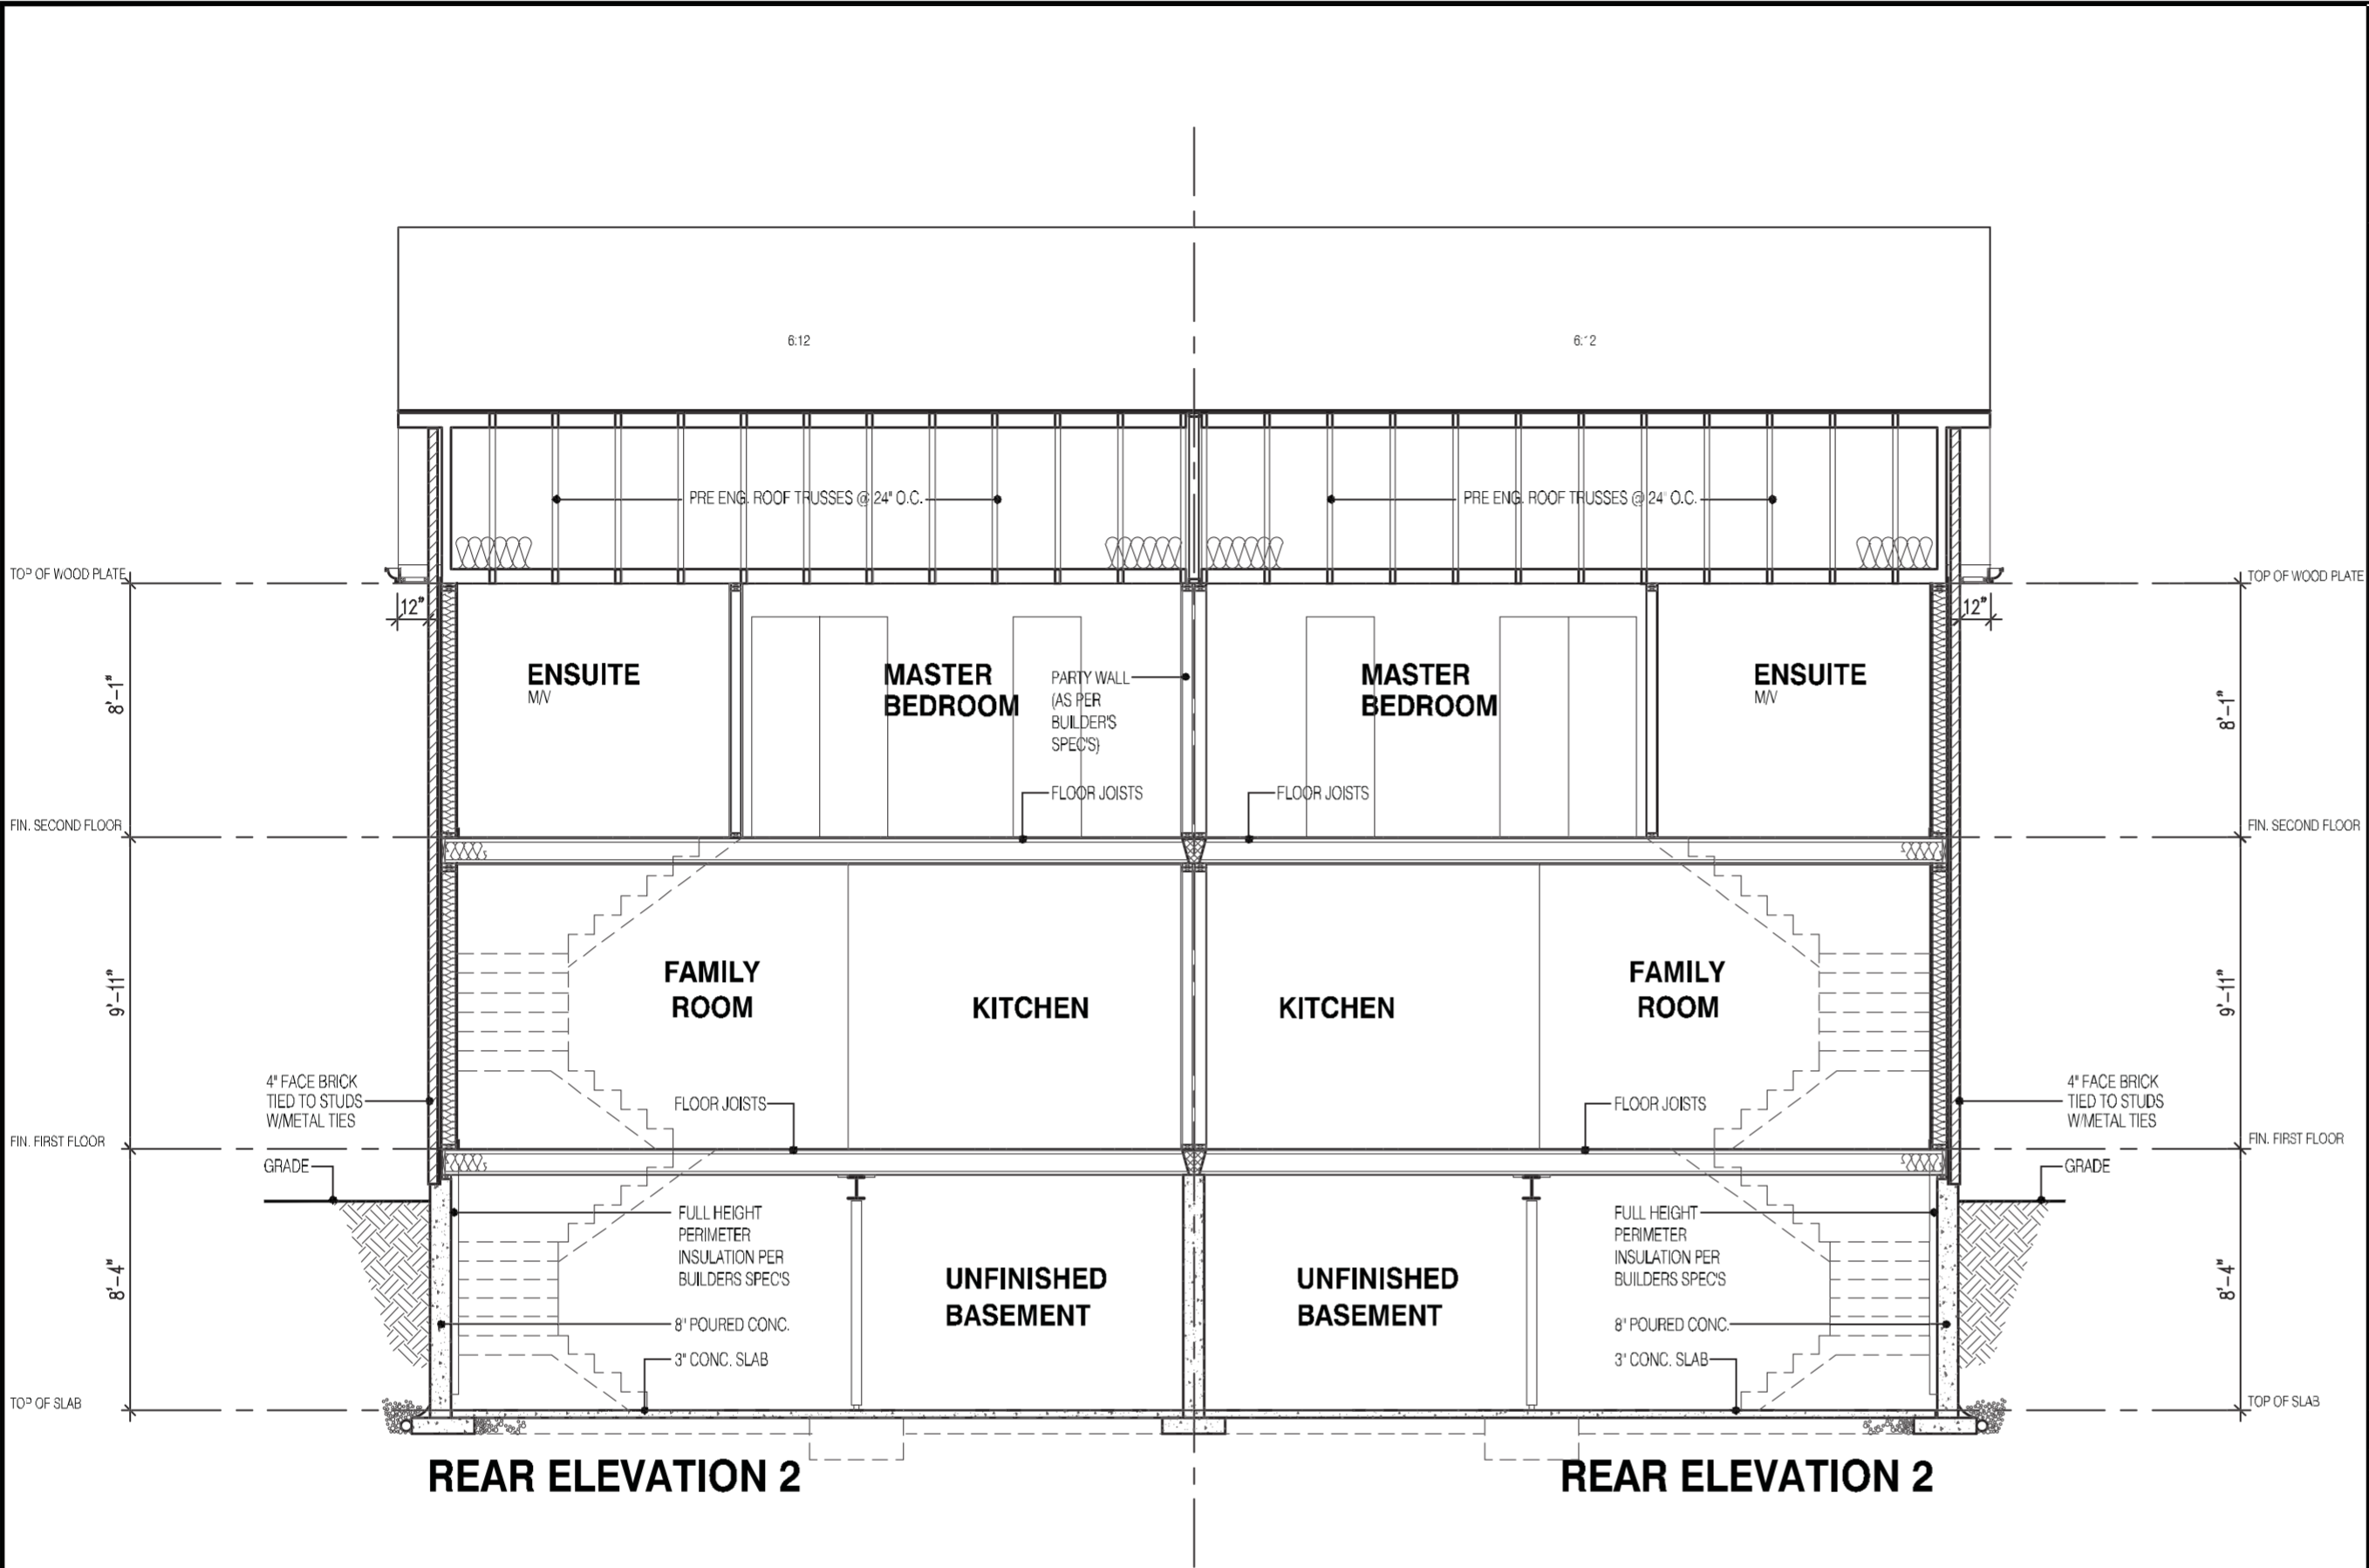 6:12
6:12
PRE ENG. ROOF TRUSSES @ 24" O.C.
PRE ENG. ROOF TRUSSES @ 24" O.C.
TOP OF WOOD PLATE
TOP OF WOOD PLATE
12"
12"
8'-1"
8'-1"
ENSUITE
M/V
MASTER
BEDROOM
PARTY WALL
(AS PER
BUILDER'S
SPEC'S)
MASTER
BEDROOM
ENSUITE
M/V
FLOOR JOISTS
FLOOR JOISTS
FIN. SECOND FLOOR
FIN. SECOND FLOOR
9'-11"
9'-11"
FAMILY
ROOM
KITCHEN
KITCHEN
FAMILY
ROOM
4" FACE BRICK
TIED TO STUDS
W/METAL TIES
FLOOR JOISTS
FLOOR JOISTS
4" FACE BRICK
TIED TO STUDS
W/METAL TIES
FIN. FIRST FLOOR
FIN. FIRST FLOOR
GRADE
GRADE
8'-4"
8'-4"
FULL HEIGHT
PERIMETER
INSULATION PER
BUILDERS SPEC'S
8" POURED CONC.
3" CONC. SLAB
UNFINISHED
BASEMENT
UNFINISHED
BASEMENT
FULL HEIGHT
PERIMETER
INSULATION PER
BUILDERS SPEC'S
8" POURED CONC.
3" CONC. SLAB
TOP OF SLAB
TOP OF SLAB
REAR ELEVATION 2
REAR ELEVATION 2